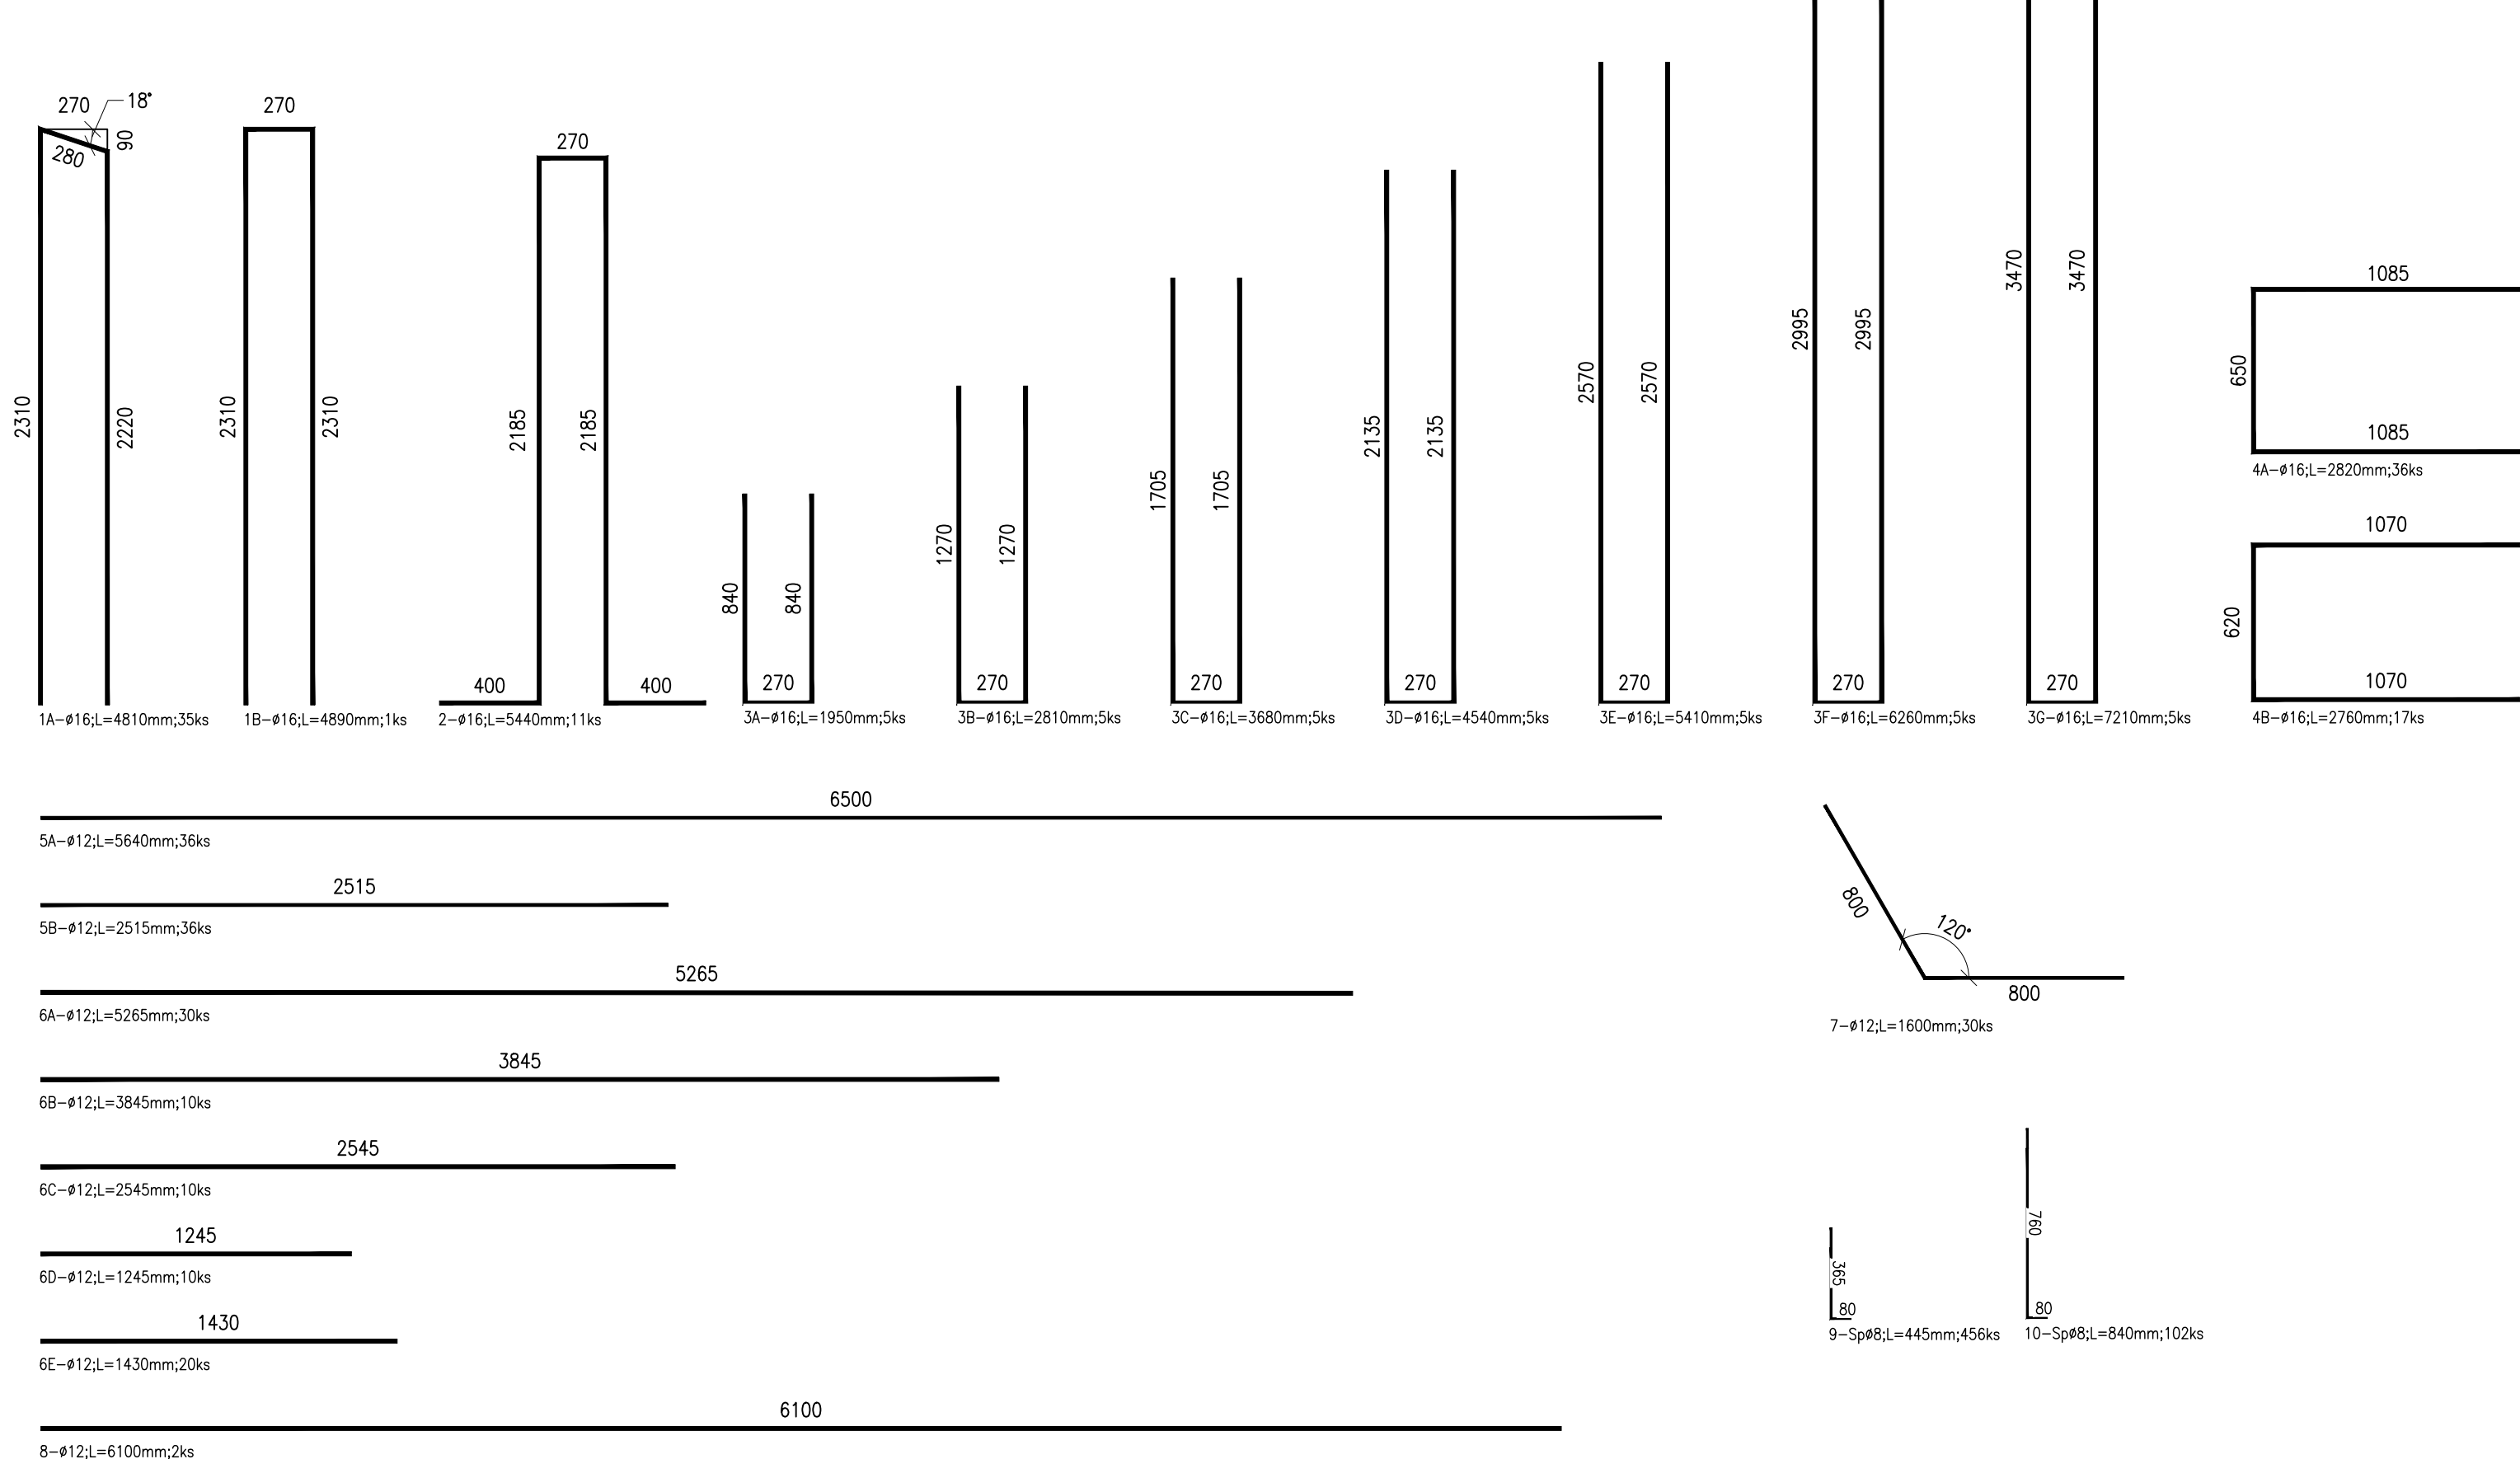 270
18°
90
280
2310
2220
1A-ø16;L=4810mm;35ks
270
2310
2310
1B-ø16;L=4890mm;1ks
270
2185
2185
400
400
2-ø16;L=5440mm;11ks
840
840
270
3A-ø16;L=1950mm;5ks
1270
1270
270
3B-ø16;L=2810mm;5ks
1705
1705
270
3C-ø16;L=3680mm;5ks
2135
2135
270
3D-ø16;L=4540mm;5ks
2570
2570
270
3E-ø16;L=5410mm;5ks
2995
2995
270
3F-ø16;L=6260mm;5ks
3470
3470
270
3G-ø16;L=7210mm;5ks
1085
650
1085
4A-ø16;L=2820mm;36ks
1070
620
1070
4B-ø16;L=2760mm;17ks
6500
5A-ø12;L=5640mm;36ks
2515
5B-ø12;L=2515mm;36ks
5265
6A-ø12;L=5265mm;30ks
3845
6B-ø12;L=3845mm;10ks
2545
6C-ø12;L=2545mm;10ks
1245
6D-ø12;L=1245mm;10ks
1430
6E-ø12;L=1430mm;20ks
6100
8-ø12;L=6100mm;2ks
800
120°
800
7-ø12;L=1600mm;30ks
365
80
9-Spø8;L=445mm;456ks
760
80
10-Spø8;L=840mm;102ks